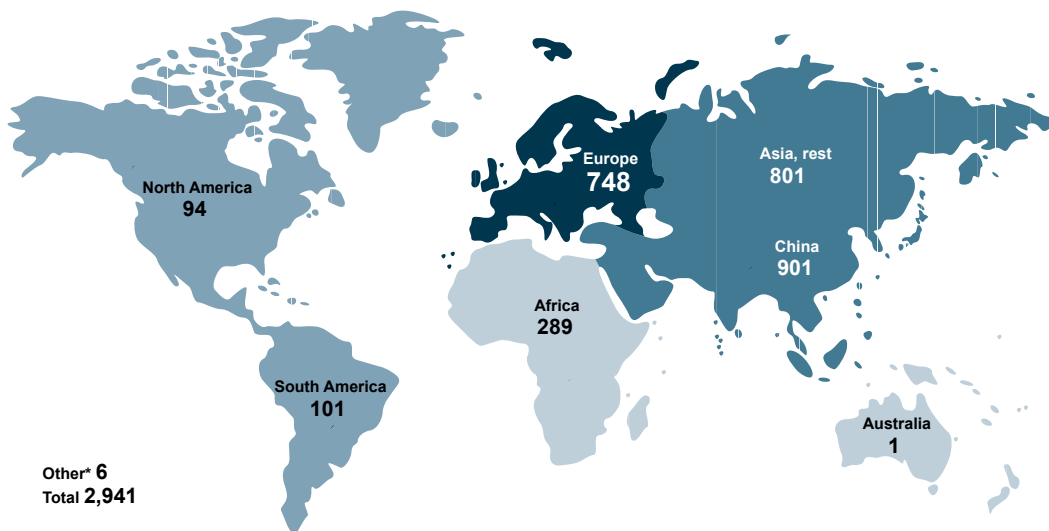 Europe
748
Asia, rest
801
North America
94
China
901
Africa
289
South America
101
Australia
1
Other* 6
Total 2,941